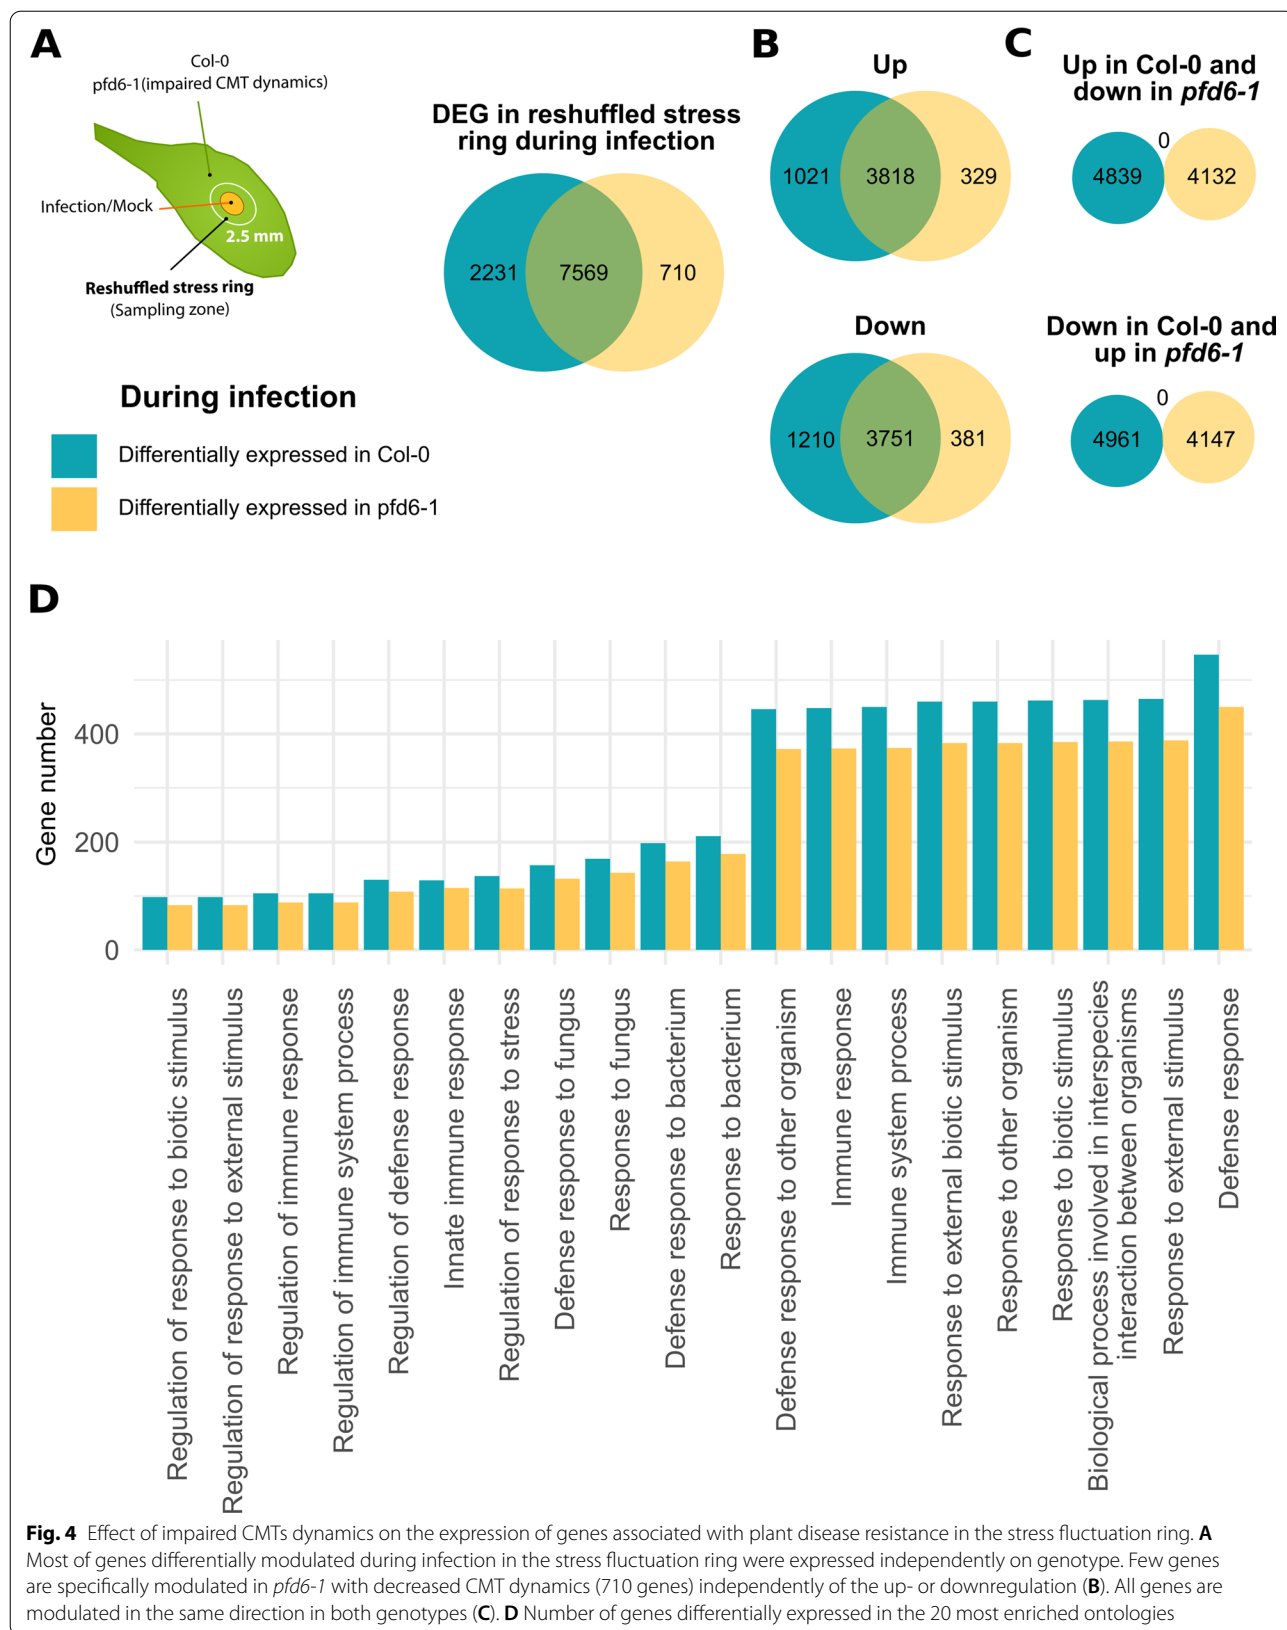 A
Col-0
pfd6-1(impaired CMT dynamics)
Infection/Mock
2.5 mm
Reshuffled stress ring
(Sampling zone)
DEG in reshuffled stress
ring during infection
2231 7569 710
During infection
Differentially expressed in Col-0
Differentially expressed in pfd6-1
B
Up
1021 3818 329
Down
1210 3751 381
C
Up in Col-0 and
down in pfd6-1
0
4839 4132
Down in Col-0 and
up in pfd6-1
0
4961 4147
D
Gene number
400
200
0
Regulation of response to biotic stimulus
Regulation of response to external stimulus
Regulation of immune response
Regulation of immune system process
Regulation of defense response
Innate immune response
Regulation of response to stress
Defense response to fungus
Response to fungus
Defense response to bacterium
Response to bacterium
Defense response to other organism
Immune response
Immune system process
Response to external biotic stimulus
Response to other organism
Response to biotic stimulus
Biological process involved in interspecies
interaction between organisms
Response to external stimulus
Defense response
Fig. 4 Effect of impaired CMTs dynamics on the expression of genes associated with plant disease resistance in the stress fluctuation ring. A
Most of genes differentially modulated during infection in the stress fluctuation ring were expressed independently on genotype. Few genes
are specifically modulated in pfd6-1 with decreased CMT dynamics (710 genes) independently of the up- or downregulation (B). All genes are
modulated in the same direction in both genotypes (C). D Number of genes differentially expressed in the 20 most enriched ontologies